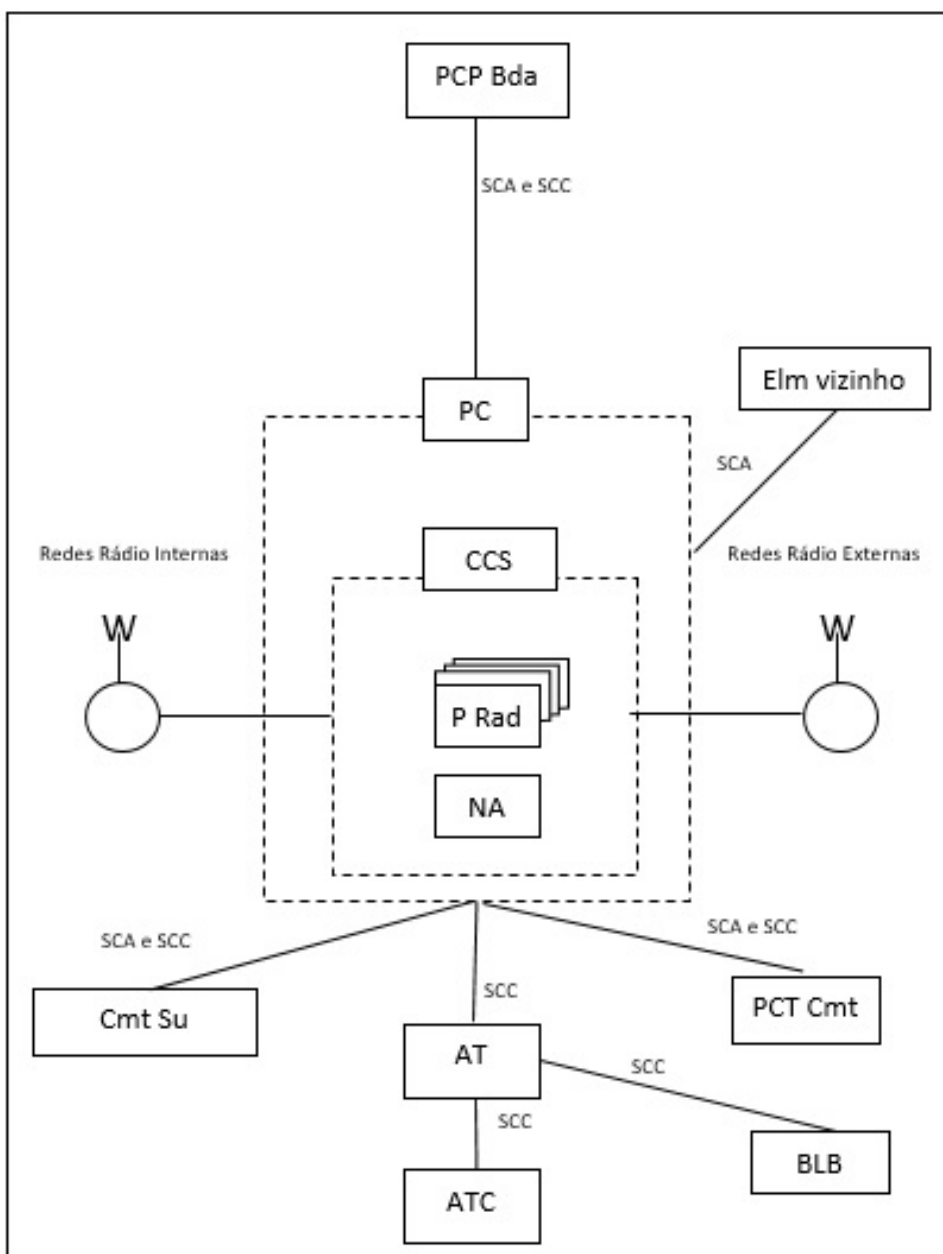 PCP Bda
SCA e SCC
Elm vizinho
PC
SCA
Redes Rádio Internas
CCS
Redes Rádio Externas
W
W
P Rad
NA
SCA e SCC
SCA e SCC
SCC
Cmt Su
PCT Cmt
AT
SCC
SCC
BLB
ATC